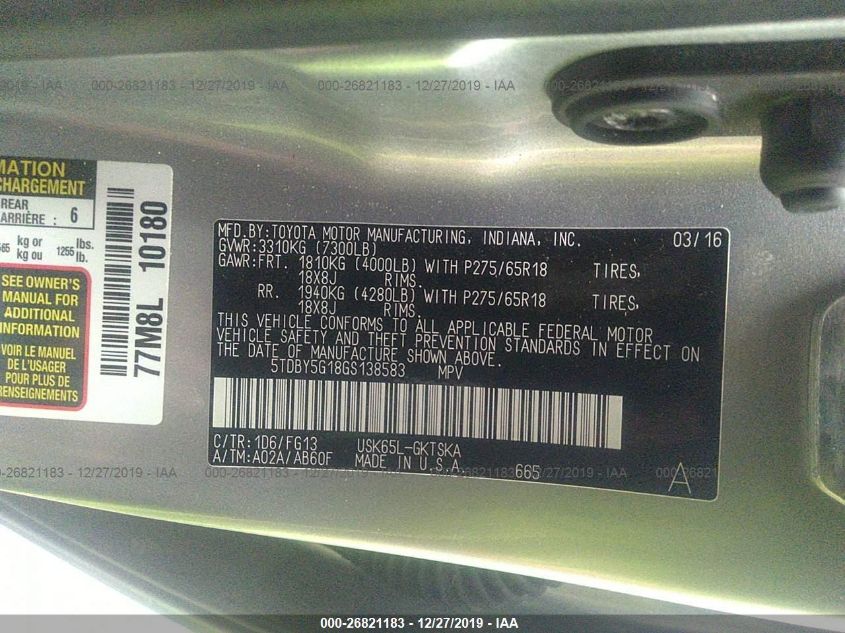 000-26821183 - 12/27/2019 - IAA
MATION
CHARGEMENT
REAR
ARRIÈRE : 6
565 kg or
kg ou
1255 lbs.
lb.
SEE OWNER'S
MANUAL FOR
ADDITIONAL
INFORMATION
VOIR LE MANUEL
DE L'USAGER
POUR PLUS DE
RENSEIGNEMENTS
77M8L 10180
MFD.BY:TOYOTA MOTOR MANUFACTURING, INDIANA, INC. 03/16
GVWR:3310KG (7300LB)
GAWR:FRT. 1810KG (4000LB) WITH P275/65R18 TIRES,
18X8J RIMS.
RR. 1940KG (4280LB) WITH P275/65R18 TIRES,
18X8J RIMS.
THIS VEHICLE CONFORMS TO ALL APPLICABLE FEDERAL MOTOR
VEHICLE SAFETY AND THEFT PREVENTION STANDARDS IN EFFECT ON
THE DATE OF MANUFACTURE SHOWN ABOVE.
5TDBY5G18GS138583 MPV
C/TR:1D6/FG13 USK65L-GKTSKA
A/TM:A02A/AB60F MADE IN U.S.A. 665 A
000-26821183 - 12/27/2019 - IAA